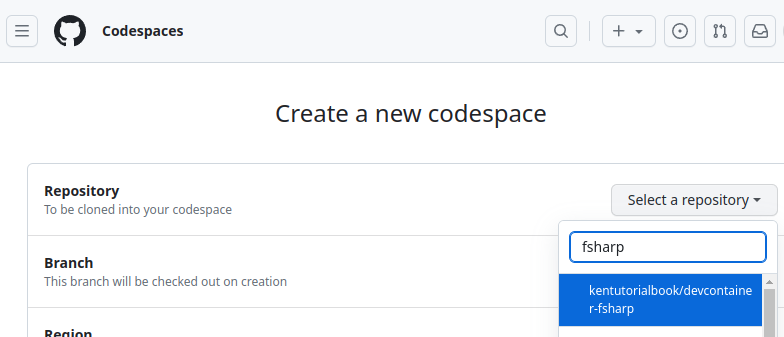 Codespaces
Create a new codespace
Repository
To be cloned into your codespace
Select a repository
fsharp
Branch
This branch will be checked out on creation
kentutorialbook/devcontaine
r-fsharp
Region